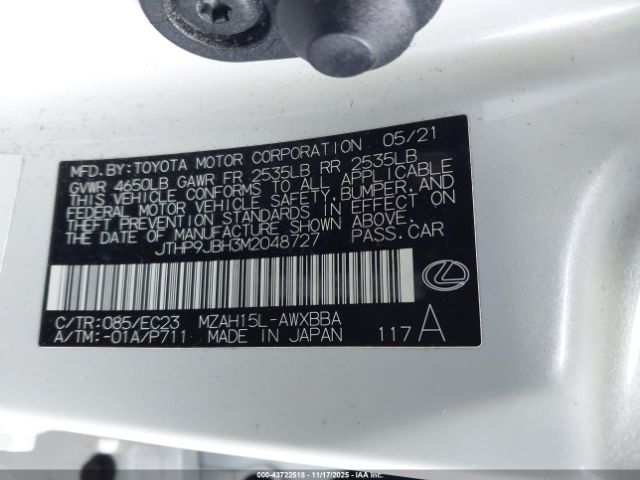 MFD.BY:TOYOTA MOTOR CORPORATION 05/21
GVWR 4650LB GAWR FR 2535LB RR 2535LB
THIS VEHICLE CONFORMS TO ALL APPLICABLE
FEDERAL MOTOR VEHICLE SAFETY,BUMPER,AND
THEFT PREVENTION STANDARDS IN EFFECT ON
THE DATE OF MANUFACTURE SHOWN ABOVE.
JTHP9JBH3M2048727 PASS.CAR
C/TR:085/EC23 MZAH15L-AWXBBA
A/TM:-01A/P711 MADE IN JAPAN 117 A
000-43722518 | 11/17/2025 - IAAI.com